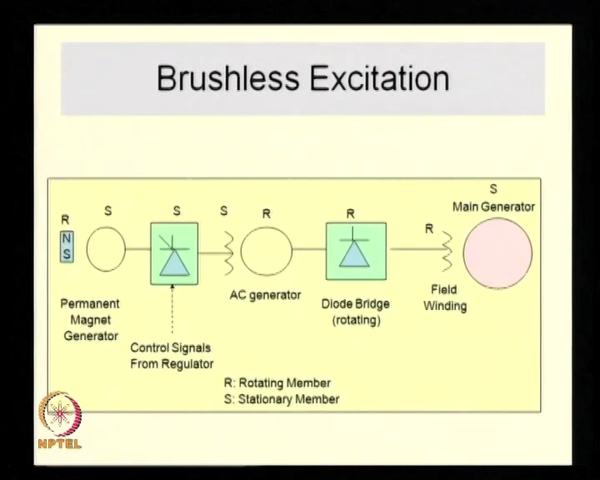 Brushless Excitation
S
Main Generator
R
S
S
S
R
R
R
N
S
AC generator
Diode Bridge
(rotating)
Field
Winding
Permanent
Magnet
Generator
Control Signals
From Regulator
R: Rotating Member
S: Stationary Member
NPTEL